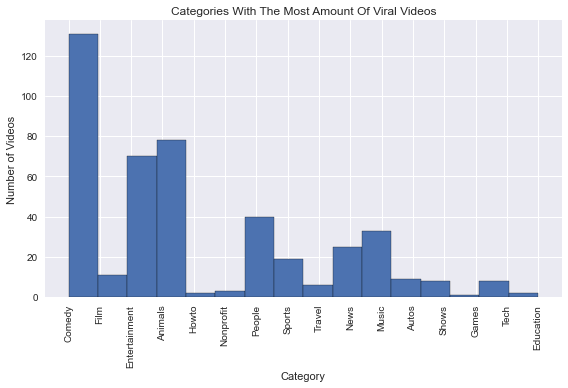 Categories With The Most Amount Of Viral Videos
Number of Videos
120
100
80
60
40
20
0
Comedy
Film
Entertainment
Animals
Howto
Nonprofit
People
Sports
Travel
News
Music
Autos
Shows
Games
Tech
Education
Category